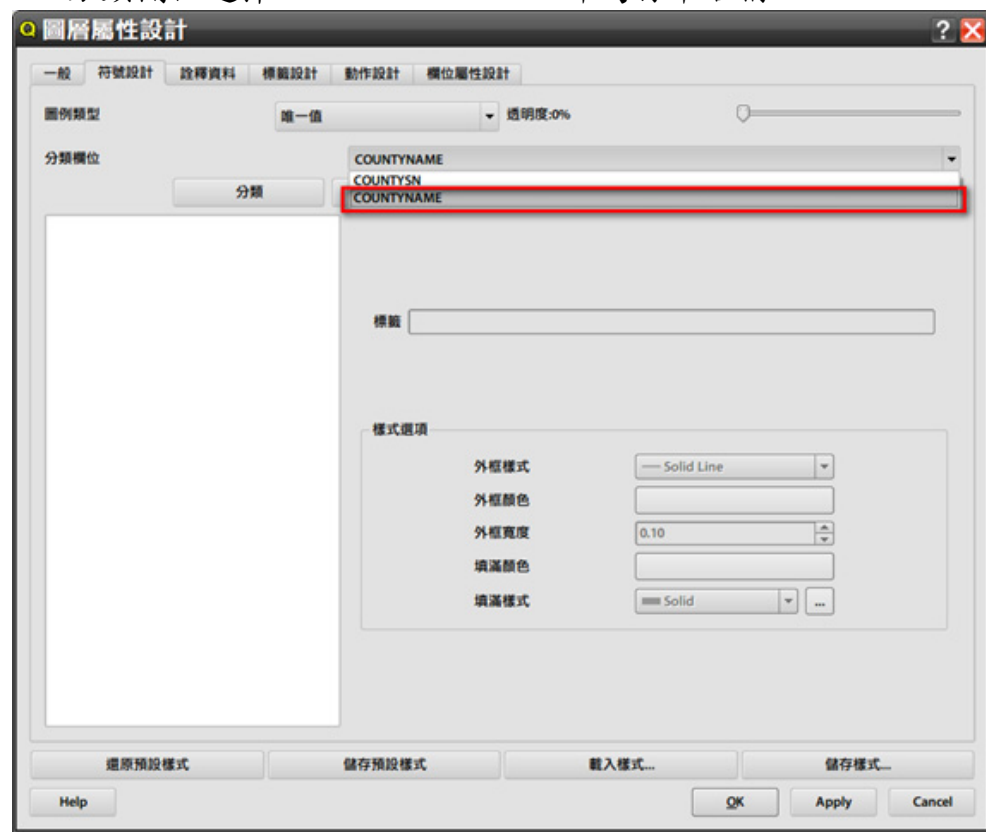 圖層屬性設計
一般 符號設計 詮釋資料 標籤設計 動作設計 欄位屬性設計
圖例類型 唯一值 透明度:0%
分類欄位 COUNTYNAME
COUNTYSN
分類 COUNTYNAME
標籤
樣式選項
外框樣式 Solid Line
外框顏色
外框寬度 0.10
填滿顏色
填滿樣式 Solid ...
還原預設樣式 儲存預設樣式 載入樣式... 儲存樣式...
Help OK Apply Cancel